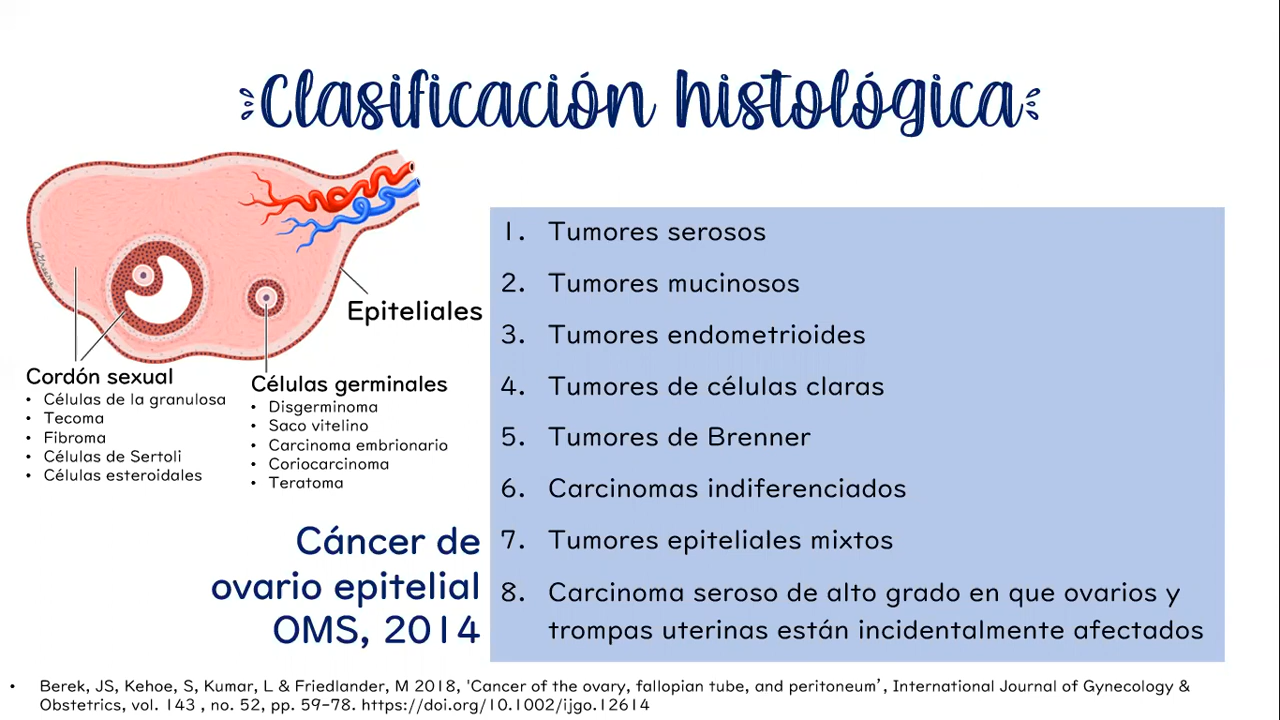 Clasificación histológica
Epiteliales
Cordón sexual
• Células de la granulosa
• Tecoma
• Fibroma
• Células de Sertoli
• Células esteroidales
Células germinales
• Disgerminoma
• Saco vitelino
• Carcinoma embrionario
• Coriocarcinoma
• Teratoma
Cáncer de
ovario epitelial
OMS, 2014
1. Tumores serosos
2. Tumores mucinosos
3. Tumores endometrioides
4. Tumores de células claras
5. Tumores de Brenner
6. Carcinomas indiferenciados
7. Tumores epiteliales mixtos
8. Carcinoma seroso de alto grado en que ovarios y
trompas uterinas están incidentalmente afectados
• Berek, JS, Kehoe, S, Kumar, L & Friedlander, M 2018, 'Cancer of the ovary, fallopian tube, and peritoneum’, International Journal of Gynecology &
Obstetrics, vol. 143 , no. 52, pp. 59-78. https://doi.org/10.1002/ijgo.12614